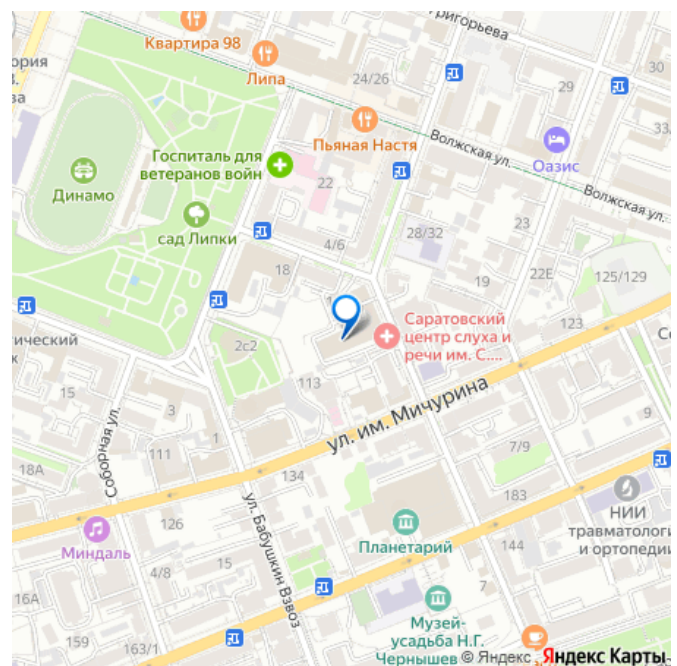 Григорьева
Квартира 98
Липа
24/26
30
29
Пьяная Настя
Волжская ул.
Оазис
Волжская ул.
Госпиталь для
ветеранов войн
22
Динамо
сад Липки
4/6
28/32
23
18
19
22Е
125/129
Саратовский
центр слуха и
речи им. С....
123
2с2
113
15
3
1
Соборная ул.
ул. им. Мичурина
9
7/9
111
18А
134
183
НИИ
травматологи
и ортопедии
126
Миндаль
ул. Бабушкин Взвоз
Планетарий
144
4/8
15
7
16А
Музей-
усадьба Н.Г.
Чернышев
159
163/1
© Яндекс
Яндекс Карты